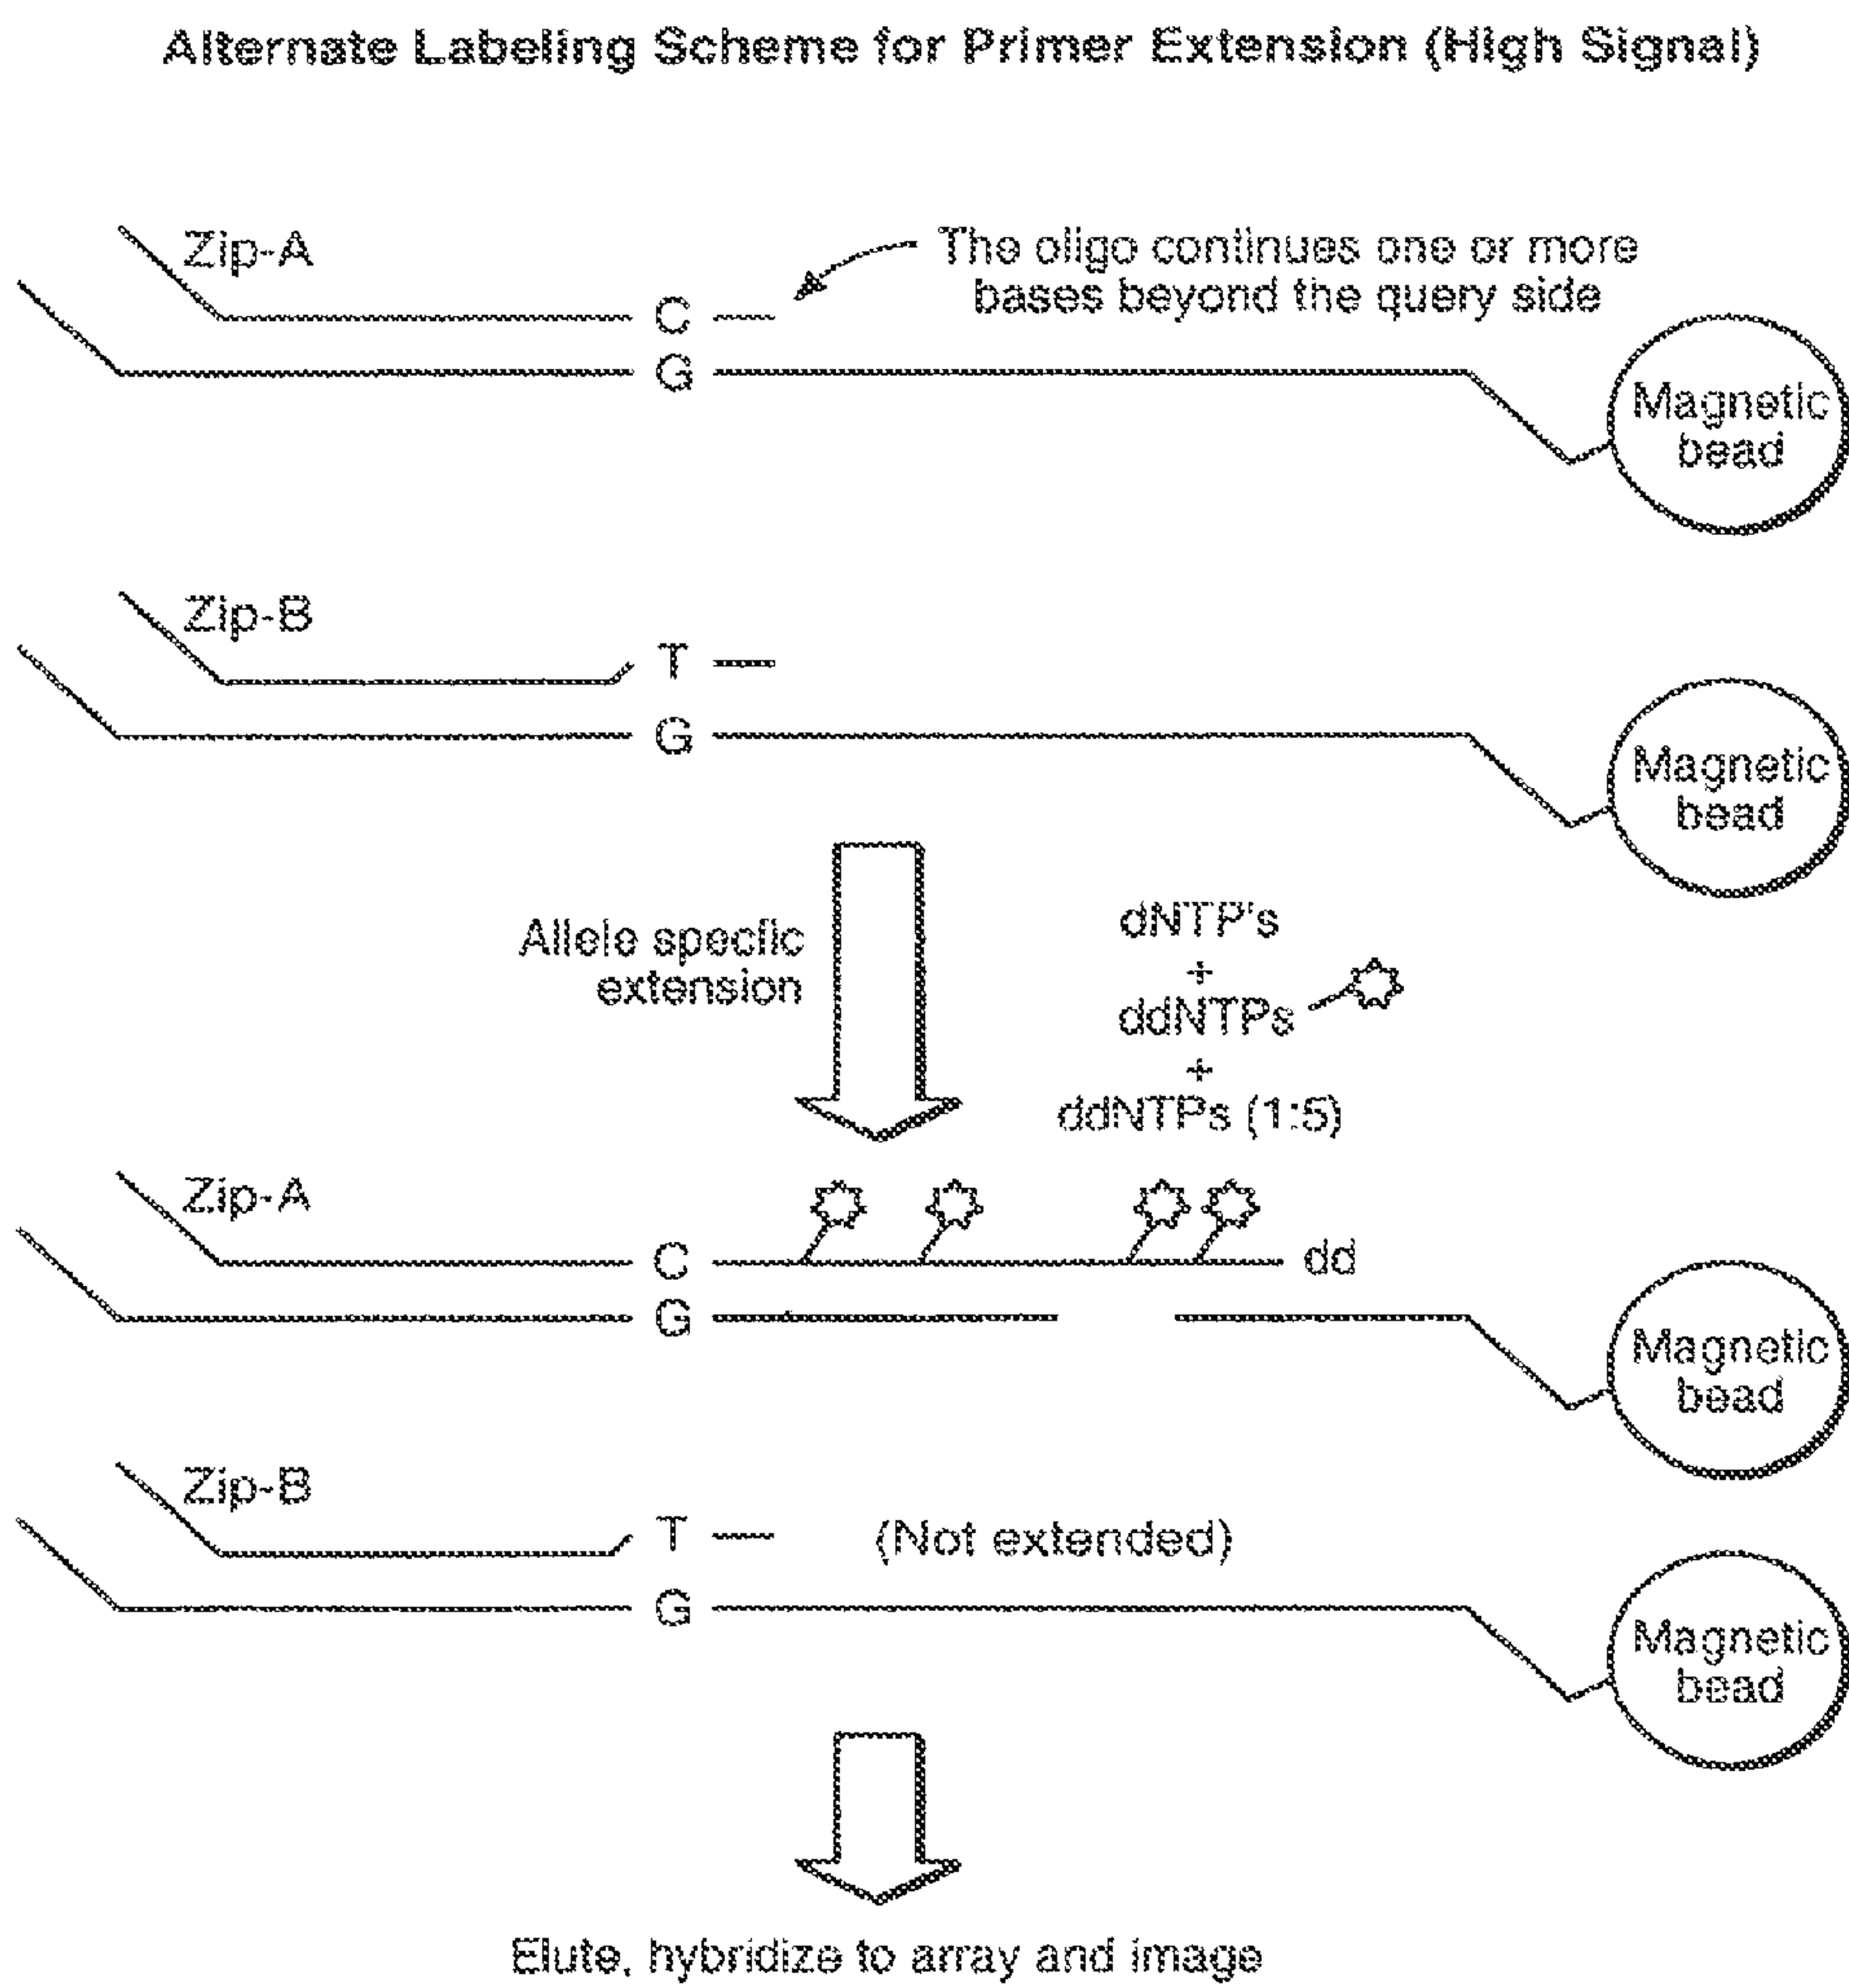 Alternate Labeling Scheme for Primer Extension (High Signal)
Zip-A
The oligo continues one or more
bases beyond the query side
C
G
Magnetic
bead
Zip-B
T
G
Magnetic
bead
Allele specific
extension
dNTP's
+
ddNTPs
+
ddNTPs (1:5)
Zip-A
C
dd
G
Magnetic
bead
Zip-B
T
(Not extended)
G
Magnetic
bead
Elute, hybridize to array and image